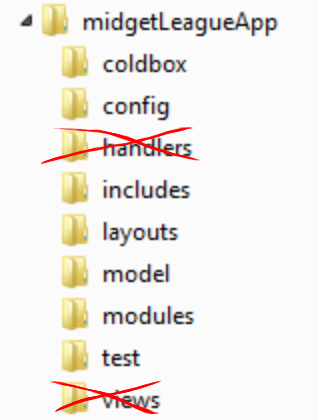 midgetLeagueApp
coldbox
config
handlers
includes
layouts
model
modules
test
views